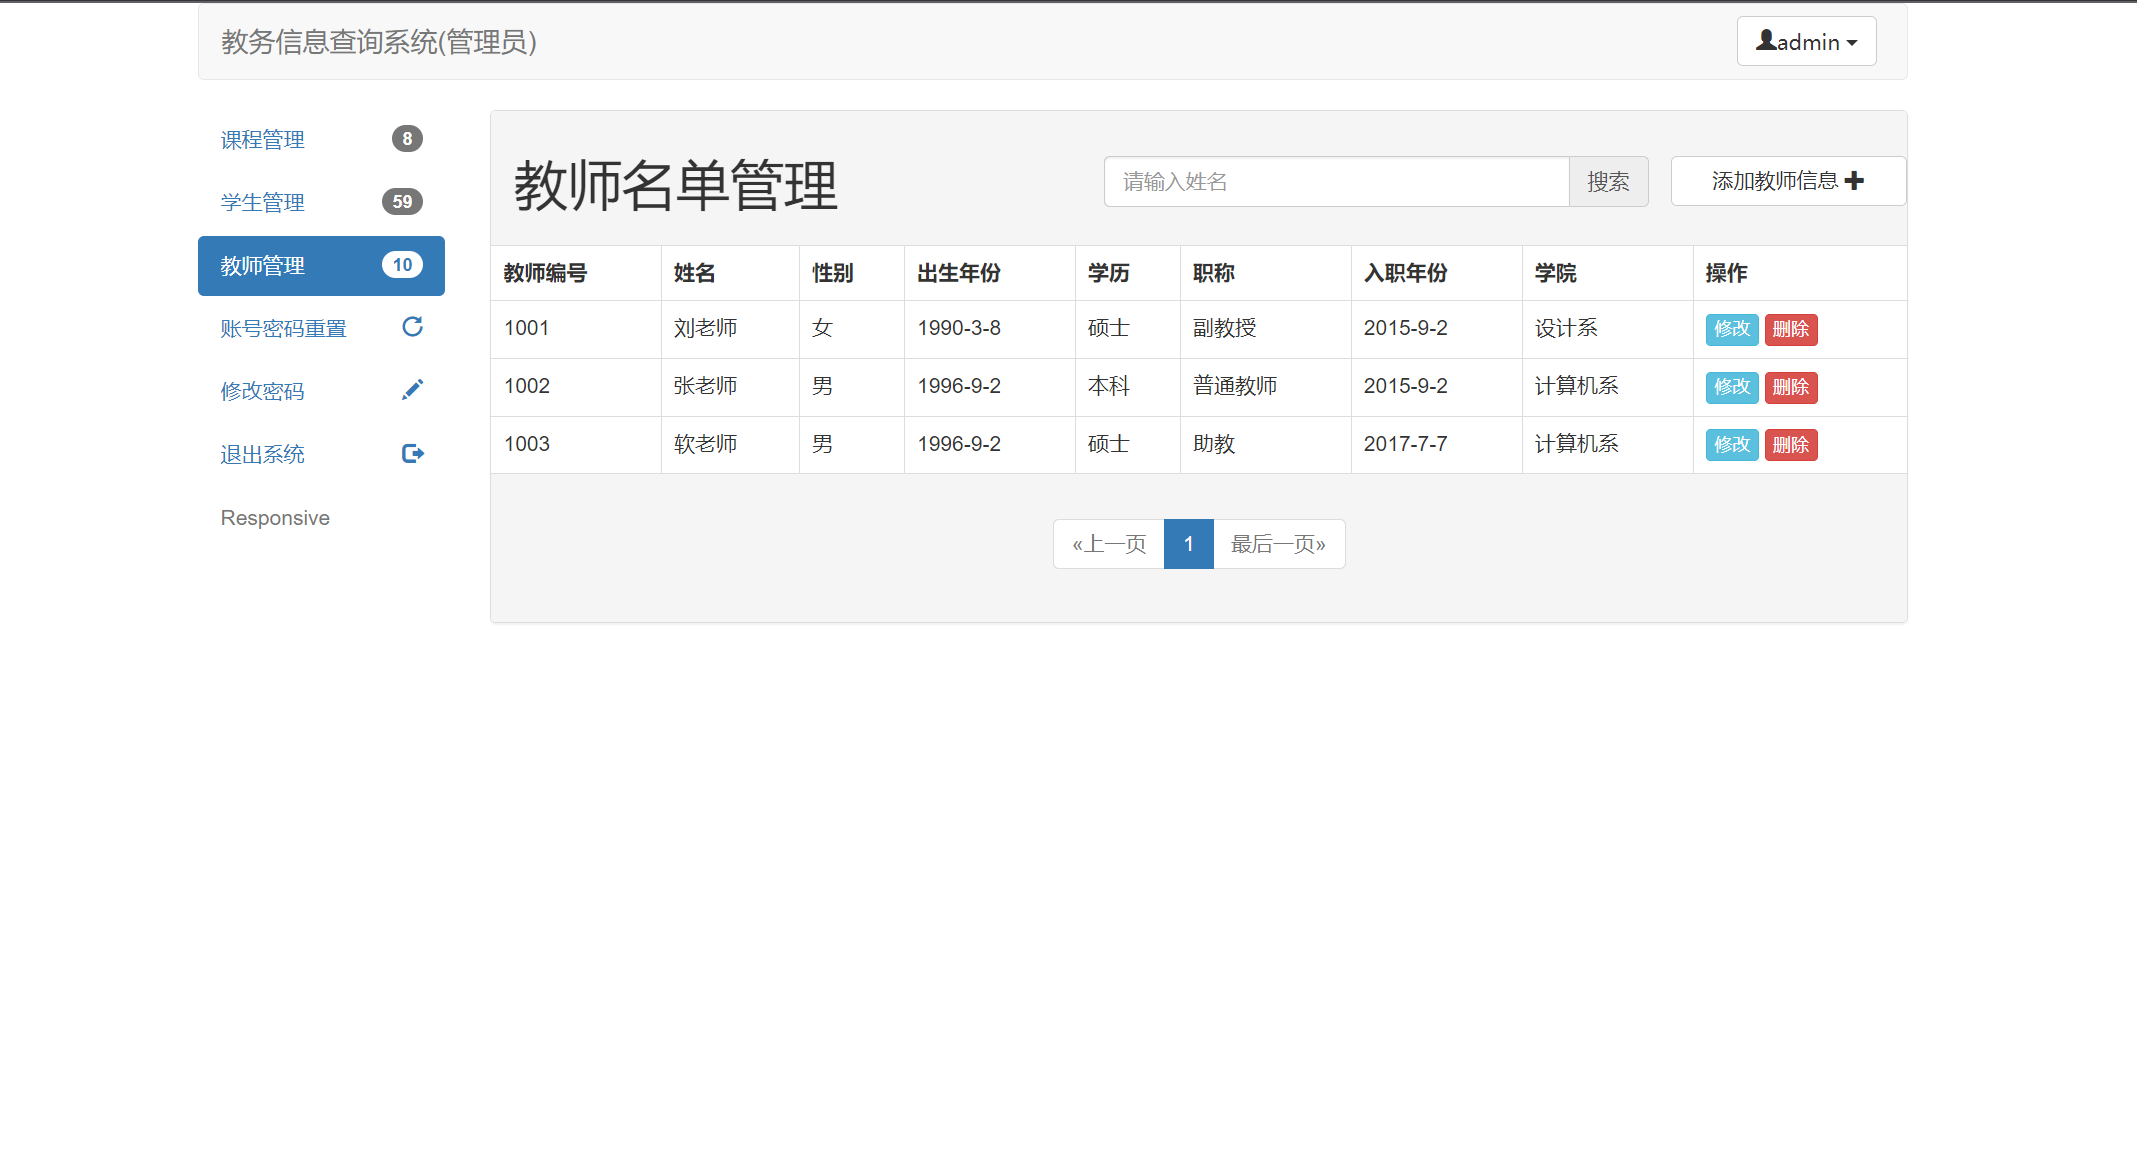 教务信息查询系统(管理员)
admin
课程管理 8
学生管理 59
教师管理 10
账号密码重置
修改密码
退出系统
Responsive
教师名单管理
请输入姓名 搜索 添加教师信息
教师编号 姓名 性别 出生年份 学历 职称 入职年份 学院 操作
1001 刘老师 女 1990-3-8 硕士 副教授 2015-9-2 设计系 修改 删除
1002 张老师 男 1996-9-2 本科 普通教师 2015-9-2 计算机系 修改 删除
1003 软老师 男 1996-9-2 硕士 助教 2017-7-7 计算机系 修改 删除
«上一页 1 最后一页»